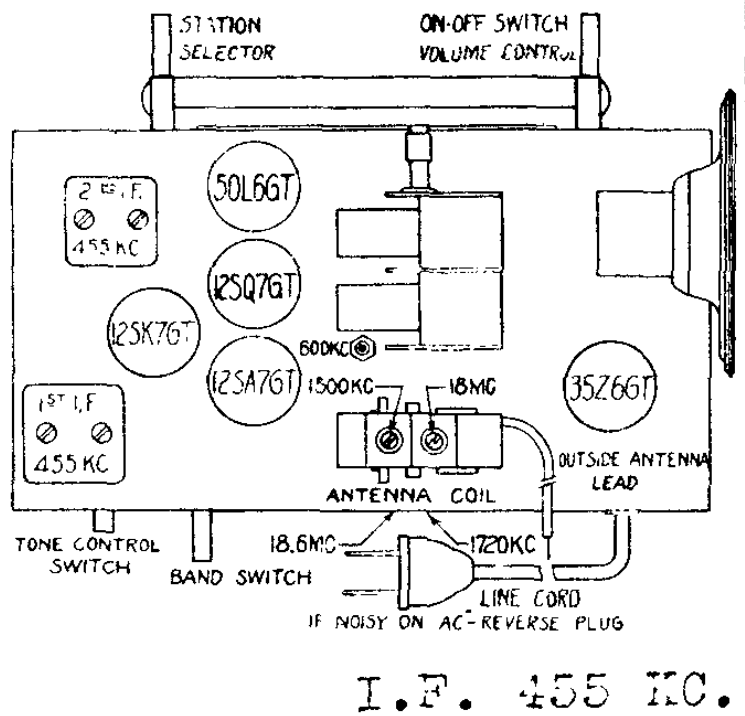 STATION
SELECTOR
ON-OFF SWITCH
VOLUME CONTROL
2ND I.F.
455 KC
50L6GT
12SQ7GT
12SK7GT
12SA7GT
600KC
1500KC
18MC
35Z6GT
1ST I.F
455 KC
OUTSIDE ANTENNA
LEAD
ANTENNA COIL
TONE CONTROL
SWITCH
BAND SWITCH
18.6MC
1720KC
LINE CORD
IF NOISY ON AC-REVERSE PLUG
I.F. 455 KC.